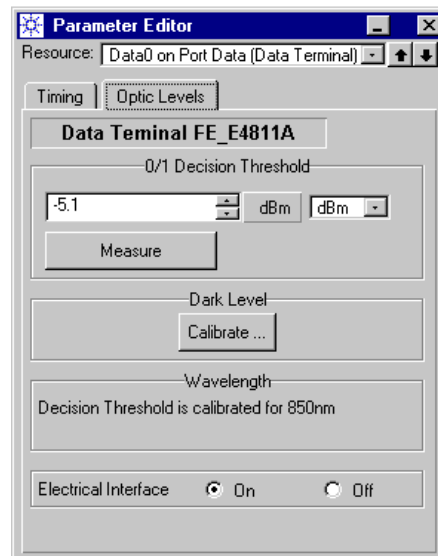 Parameter Editor
Resource: Data0 on Port Data (Data Terminal)
Timing Optic Levels
Data Teminal FE_E4811A
0/1 Decision Threshold
-5.1 dBm dBm
Measure
Dark Level
Calibrate ...
Wavelength
Decision Threshold is calibrated for 850nm
Electrical Interface On Off